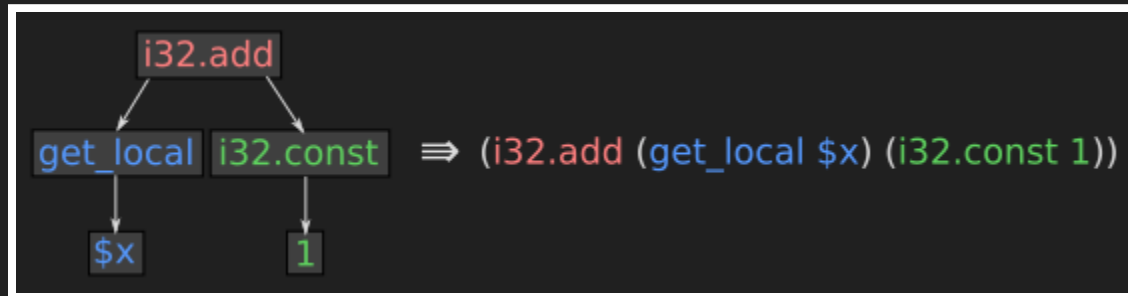 i32.add
get_local i32.const ⇛ (i32.add (get_local $x) (i32.const 1))
$x 1